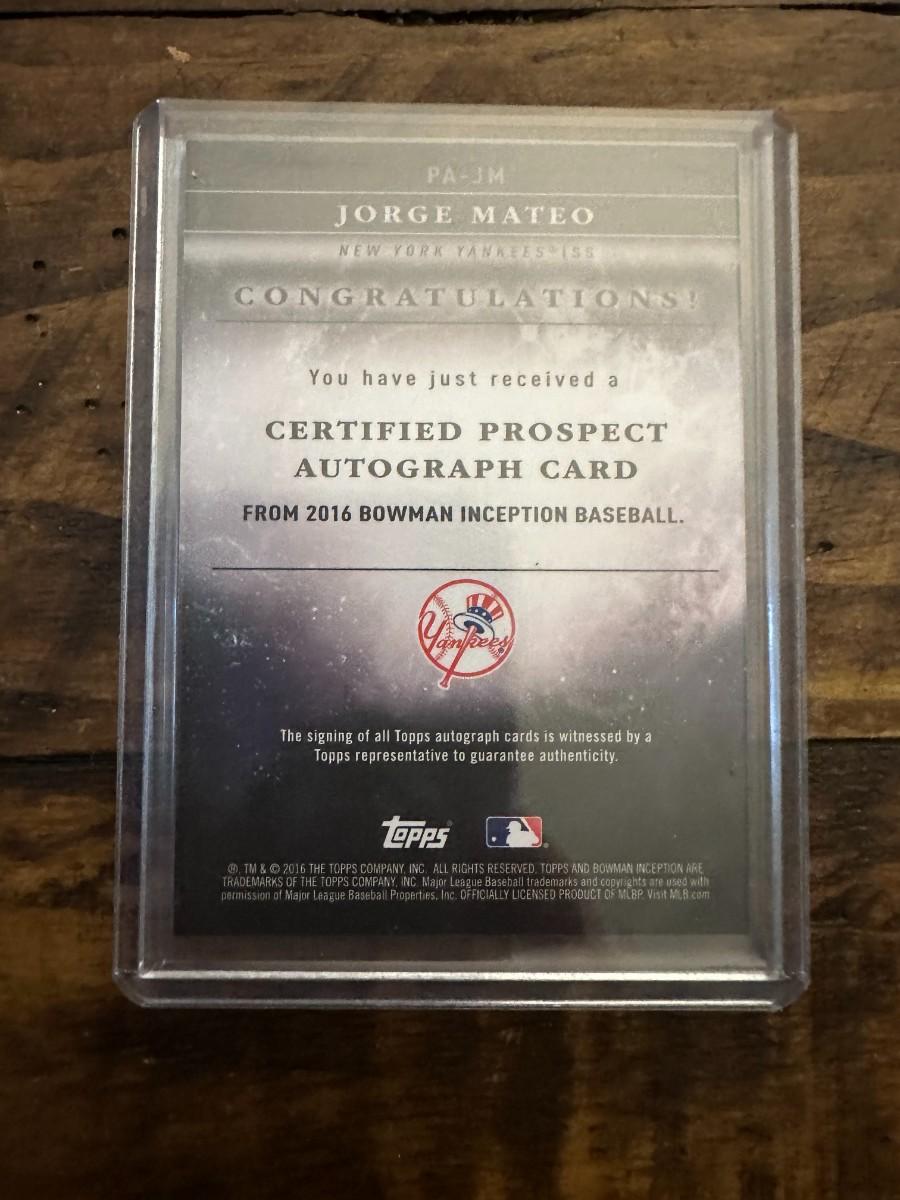 PA-JM
JORGE MATEO
NEW YORK YANKEES® | SS
CONGRATULATIONS!
You have just received a
CERTIFIED PROSPECT
AUTOGRAPH CARD
FROM 2016 BOWMAN INCEPTION BASEBALL.
Yankees
The signing of all Topps autograph cards is witnessed by a
Topps representative to guarantee authenticity.
topps
®, TM & © 2016 THE TOPPS COMPANY, INC. ALL RIGHTS RESERVED. TOPPS AND BOWMAN INCEPTION ARE
TRADEMARKS OF THE TOPPS COMPANY, INC. Major League Baseball trademarks and copyrights are used with
permission of Major League Baseball Properties, Inc. OFFICIALLY LICENSED PRODUCT OF MLBP. Visit MLB.com